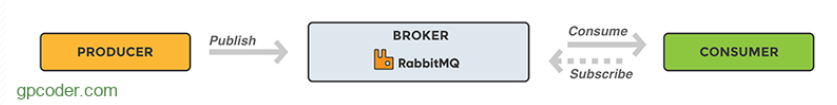 PRODUCER
Publish
BROKER
RabbitMQ
Consume
Subscribe
CONSUMER
gpcoder.com